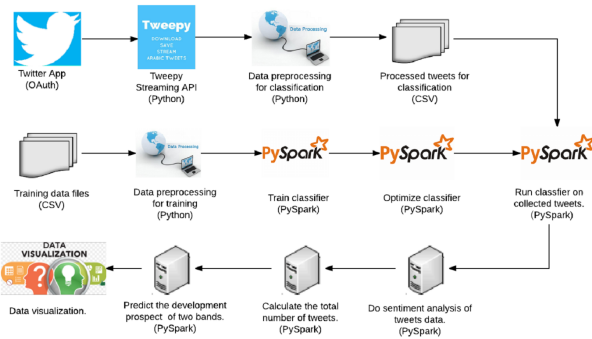 Tweepy
DOWNLOAD
SAVE
STREAM
ARABIC TWEETS
Data Processing
Twitter App
(OAuth)
Tweepy
Streaming API
(Python)
Data preprocessing
for classification
(Python)
Processed tweets for
classification
(CSV)
Data Processing
PySpark
PySpark
PySpark
Training data files
(CSV)
Data preprocessing
for training
(Python)
Train classifier
(PySpark)
Optimize classifier
(PySpark)
Run classfier on
collected tweets.
(PySpark)
DATA
VISUALIZATION
Data visualization.
Predict the development
prospect of two bands.
(PySpark)
Calculate the total
number of tweets.
(PySpark)
Do sentiment analysis of
tweets data.
(PySpark)